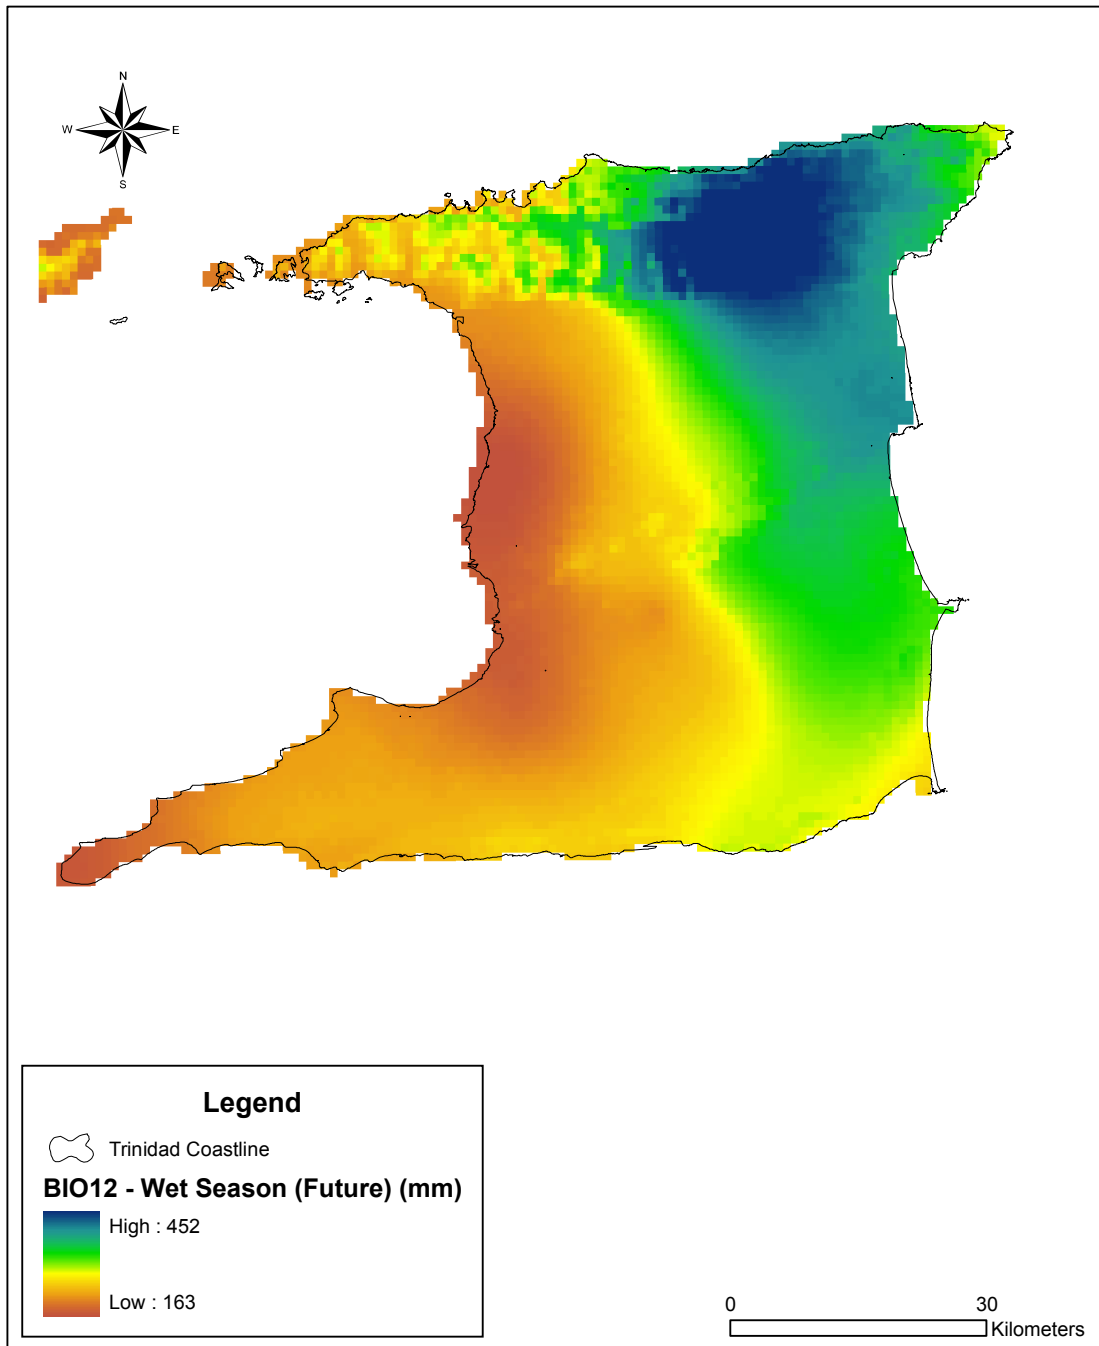 N
W E
S
Legend
Trinidad Coastline
BIO12 - Wet Season (Future) (mm)
High : 452
Low : 163
0 30
Kilometers